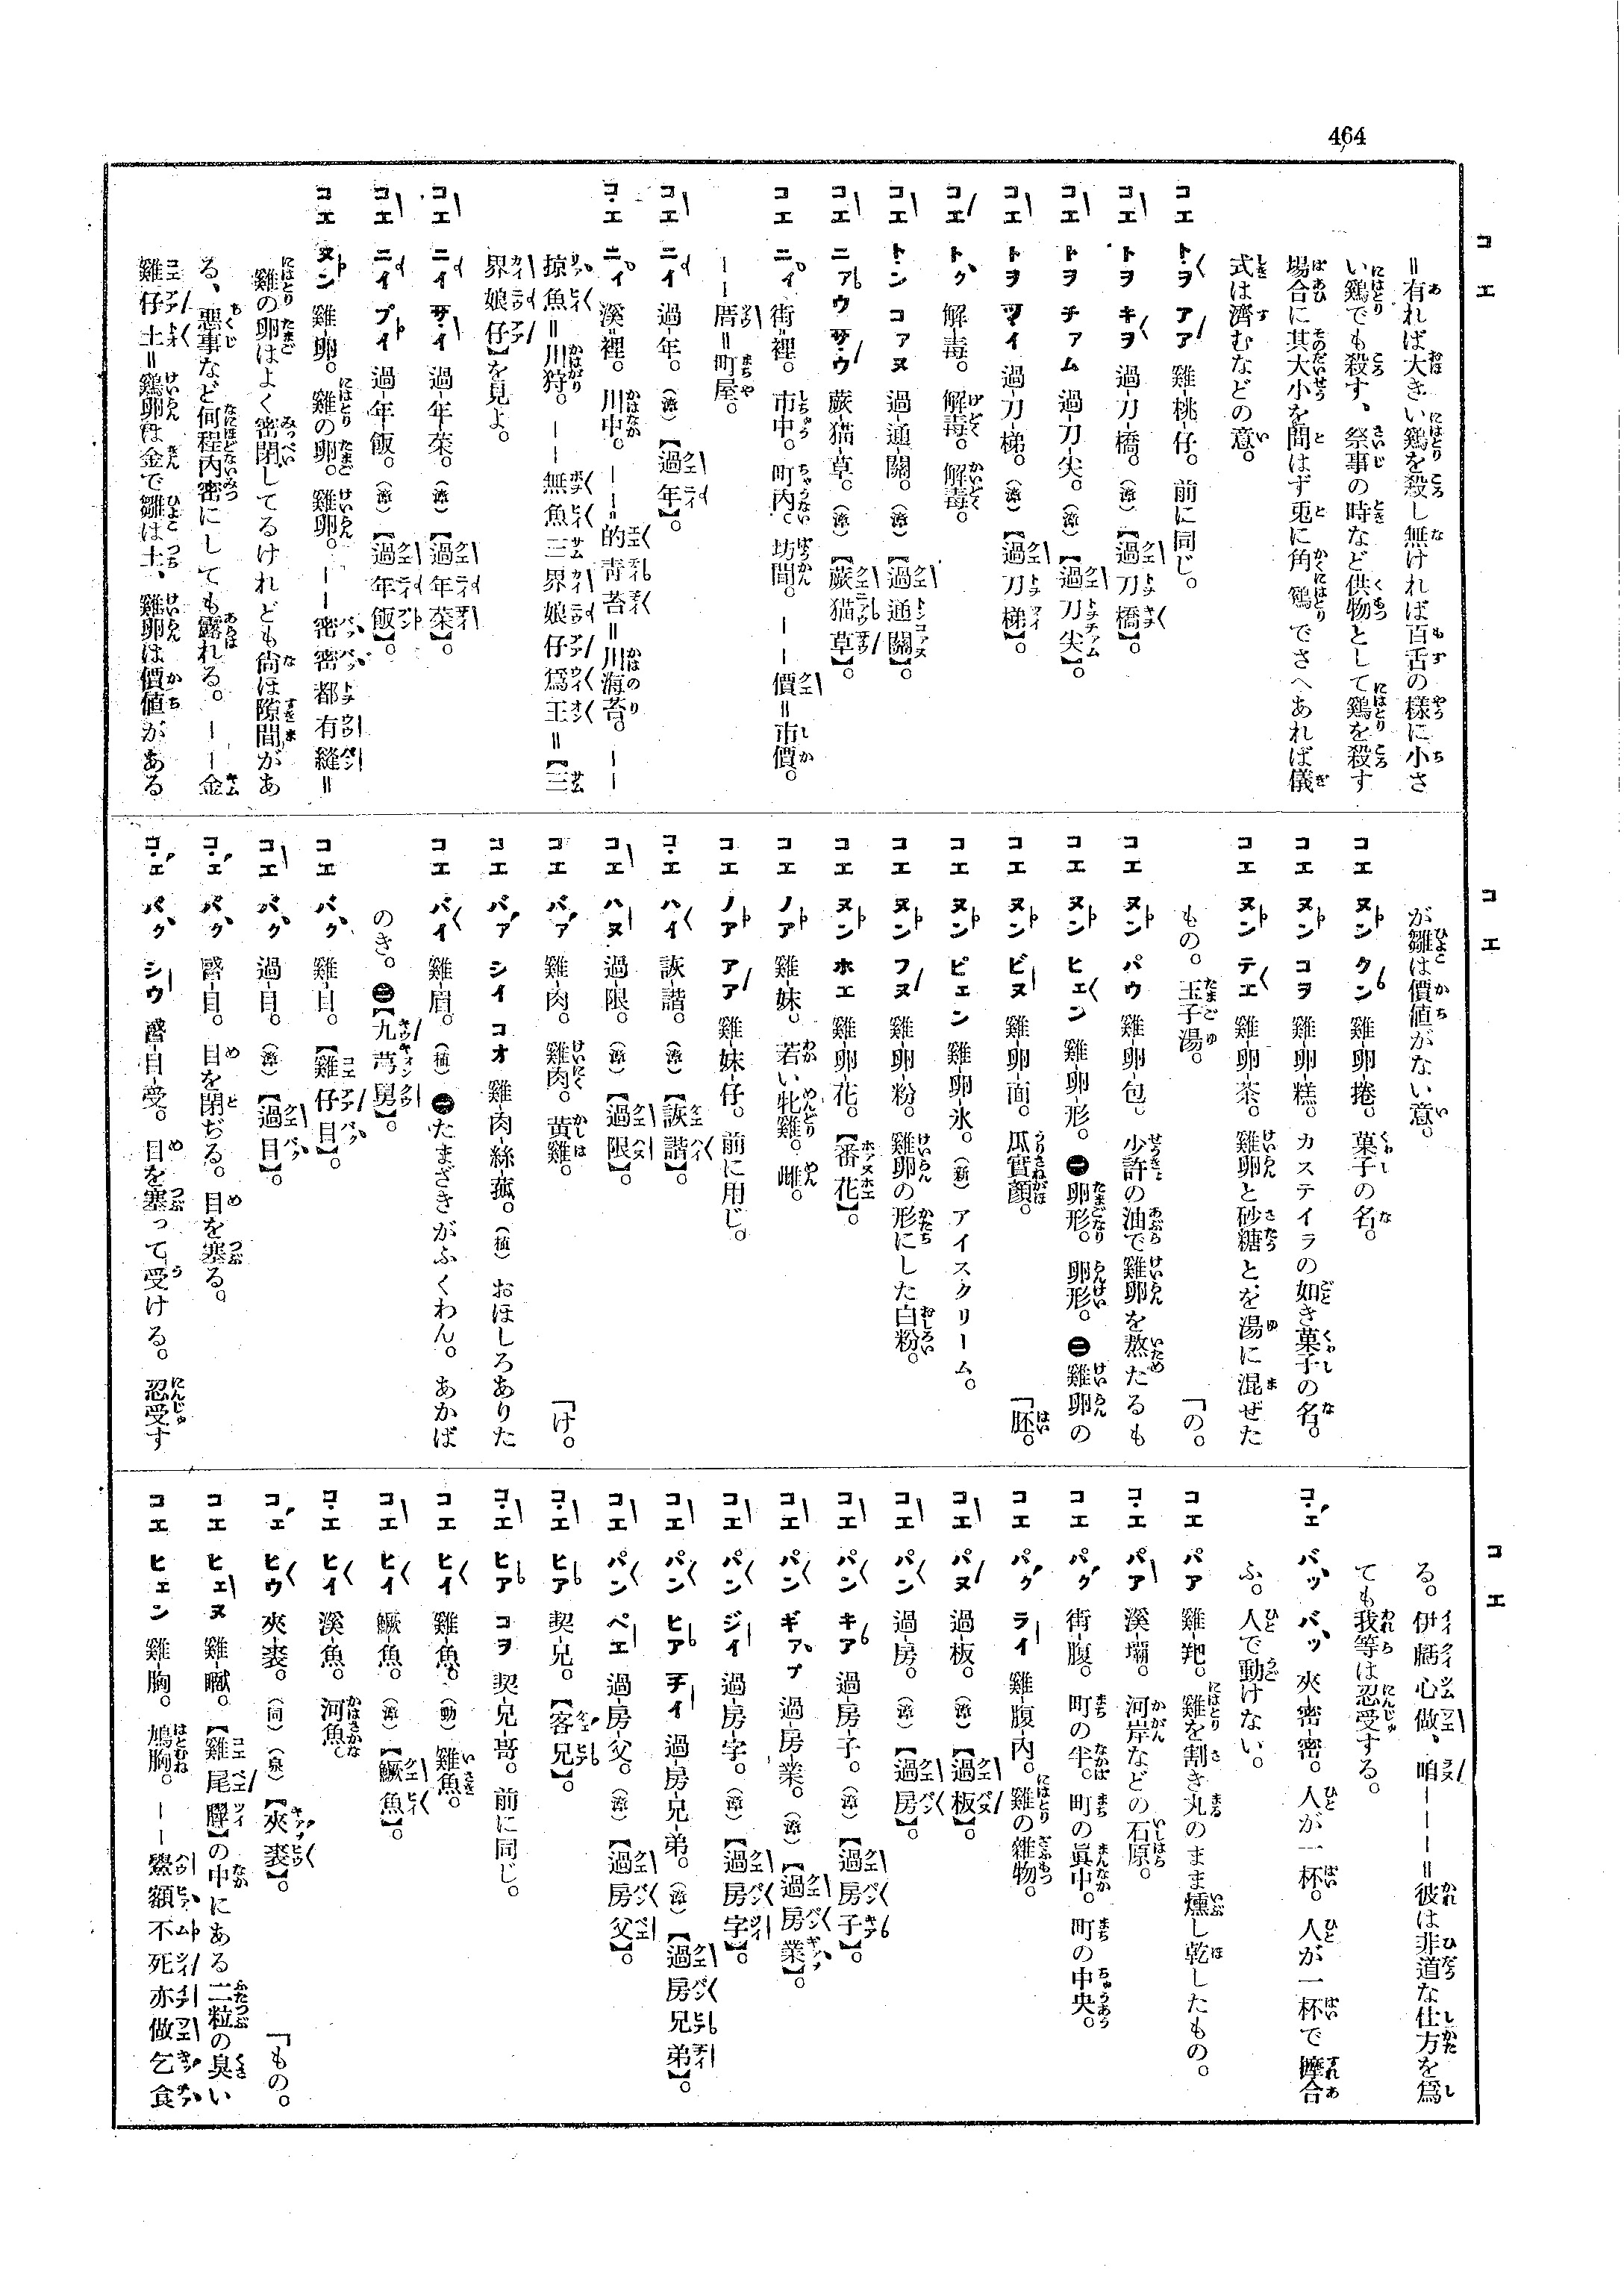 464
コエ
＝有れば大きい鷄を殺し無ければ百舌の樣に小さ
い鷄でも殺す、祭事の時など供物として鷄を殺す
場合に其大小を問はず兎に角鷄でさへあれば儀
式は濟むなどの意。
コエ トヲ アア 雞-桃-仔。前に同じ。
コエ トヲ キヲ 過-刀-橋。（漳）【過刀橋】。
コエ トヲ チアム 過-刀-尖。（漳）【過刀尖】。
コエ トヲ ツイ 過-刀-梯。（漳）【過刀梯】。
コエ トク 解-毒。解毒。解毒。
コエ トンコアヌ 過-通-關。（漳）【過通關】。
コエ ニアウ サウ 蕨-猫-草。（漳）【蕨猫草】。
コエ ニイ 街-裡。市中。町內。坊間。——價＝市價。
——厝＝町屋。
コエ ニイ 過-年。（漳）【過年】。
コエ ニイ 溪-裡。川中。——的靑苔＝川海苔。——
掠魚＝川狩。——無魚三界娘仔爲王＝【三
界娘仔】を見よ。
コエ ニイ サイ 過-年-菜。（漳）【過年菜】。
コエ ニイ プイ 過-年-飯。（漳）【過年飯】。
コエ ヌン 雞-卵。雞の卵。雞卵。——密密都有縫＝
雞の卵はよく密閉してるけれども尙ほ隙間があ
る、惡事など何程內密にしても露れる。——金
雞仔土＝鷄卵は金で雛は土、雞卵は價値がある
コエ
が雛は價値がない意。
コエ ヌン クン 雞-卵-捲。菓子の名。
コエ ヌン コヲ 雞-卵-糕。カステイラの如き菓子の名。
コエ ヌン テエ 雞-卵-茶。雞卵と砂糖とを湯に混ぜた
もの。玉子湯。「の。
コエ ヌン パウ 雞-卵-包。少許の油で雞卵を熬たるも
コエ ヌン ヒエン 雞-卵-形。㊀卵形。卵形。㊁雞卵の
コエ ヌン ビヌ 雞-卵-面。瓜實顏。「胚。
コエ ヌン ピエン 雞-卵-氷。（新）アイスクリーム。
コエ ヌン フヌ 雞-卵-粉。雞卵の形にした白粉。
コエ ヌン ホエ 雞-卵-花。【番花】。
コエ ノア 雞-妹。若い牝雞。雌。
コエ ノア アア 雞-妹-仔。前に用じ。
コエ ハイ 詼-諧。（漳）【詼諧】。
コエ ハヌ 過-限。（漳）【過限】。
コエ バア 雞-肉。雞肉。黃雞。「け。
コエ バア シイ コオ 雞-肉-絲-菰。（植）おほしろありた
コエ バイ 雞-眉。（植）㊀たまざきがふくわん。あかば
のき。㊁【九芎舅】。
コエ バク 雞-目。【雞仔目】。
コエ バク 過-目。（漳）【過目】。
コエ バク 瞖-目。目を閉ぢる。目を塞る。
コエ バク シウ 瞖-目-受。目を塞つて受ける。忍受す
コエ
る。伊瞖心做、咱———＝彼は非道な仕方を爲
ても我等は忍受する。
コエ バッ バッ 夾-密-密。人が一杯。人が一杯で摩合
ふ。人で動けない。
コエ パア 雞-羓。雞を割き丸のまま燻し乾したもの。
コエ パア 溪-壩。河岸などの石原。
コエ パク 街-腹。町の半。町の眞中。町の中央。
コエ パク ライ 雞-腹-內。雞の雜物。
コエ パヌ 過-板。（漳）【過板】。
コエ パン 過-房。（漳）【過房】。
コエ パン キア 過-房-子。（漳）【過房子】。
コエ パン ギアプ 過-房-業。（漳）【過房業】。
コエ パン ジイ 過-房-字。（漳）【過房字】。
コエ パン ヒア チイ 過-房-兄-弟。（漳）【過房兄弟】。
コエ パン ペエ 過-房-父。（漳）【過房父】。
コエ ヒア 契-兄。【客兄】。
コエ ヒア コヲ 契-兄-哥。前に同じ。
コエ ヒイ 雞-魚。（動）雞魚。
コエ ヒイ 鱖-魚。（漳）【鱖魚】。
コエ ヒイ 溪-魚。河魚。
コエ ヒウ 夾-裘。（同）（泉）【夾裘】。「もの。
コエ ヒエヌ 雞-羶。【雞尾脽】の中にある二粒の臭い
コエ ヒエン 雞-胸。鳩胸。——額不死亦做乞食